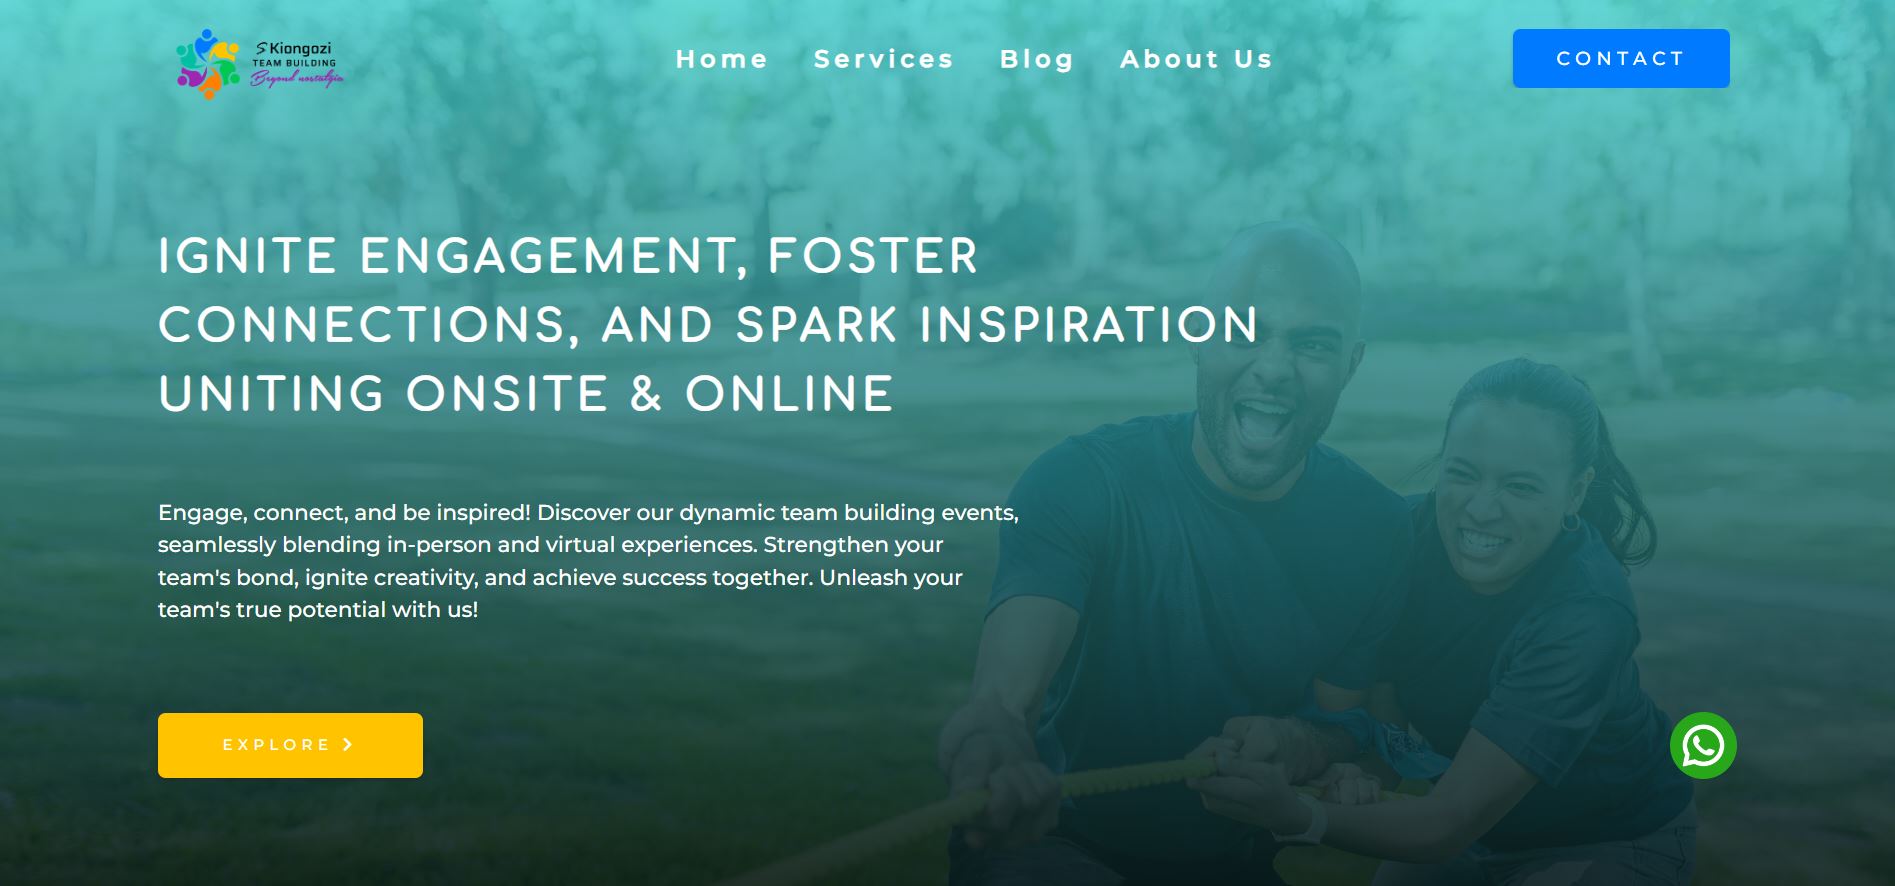 SKiongozi
TEAM BUILDING
Beyond nostalgia
Home Services Blog About Us
CONTACT
IGNITE ENGAGEMENT, FOSTER
CONNECTIONS, AND SPARK INSPIRATION
UNITING ONSITE & ONLINE
Engage, connect, and be inspired! Discover our dynamic team building events,
seamlessly blending in-person and virtual experiences. Strengthen your
team's bond, ignite creativity, and achieve success together. Unleash your
team's true potential with us!
EXPLORE